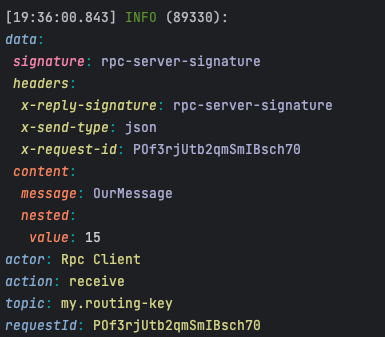 [19:36:00.843] INFO (89330):
data:
signature: rpc-server-signature
headers:
x-reply-signature: rpc-server-signature
x-send-type: json
x-request-id: POf3rjUtb2qmSmIBsch70
content:
message: OurMessage
nested:
value: 15
actor: Rpc Client
action: receive
topic: my.routing-key
requestId: POf3rjUtb2qmSmIBsch70